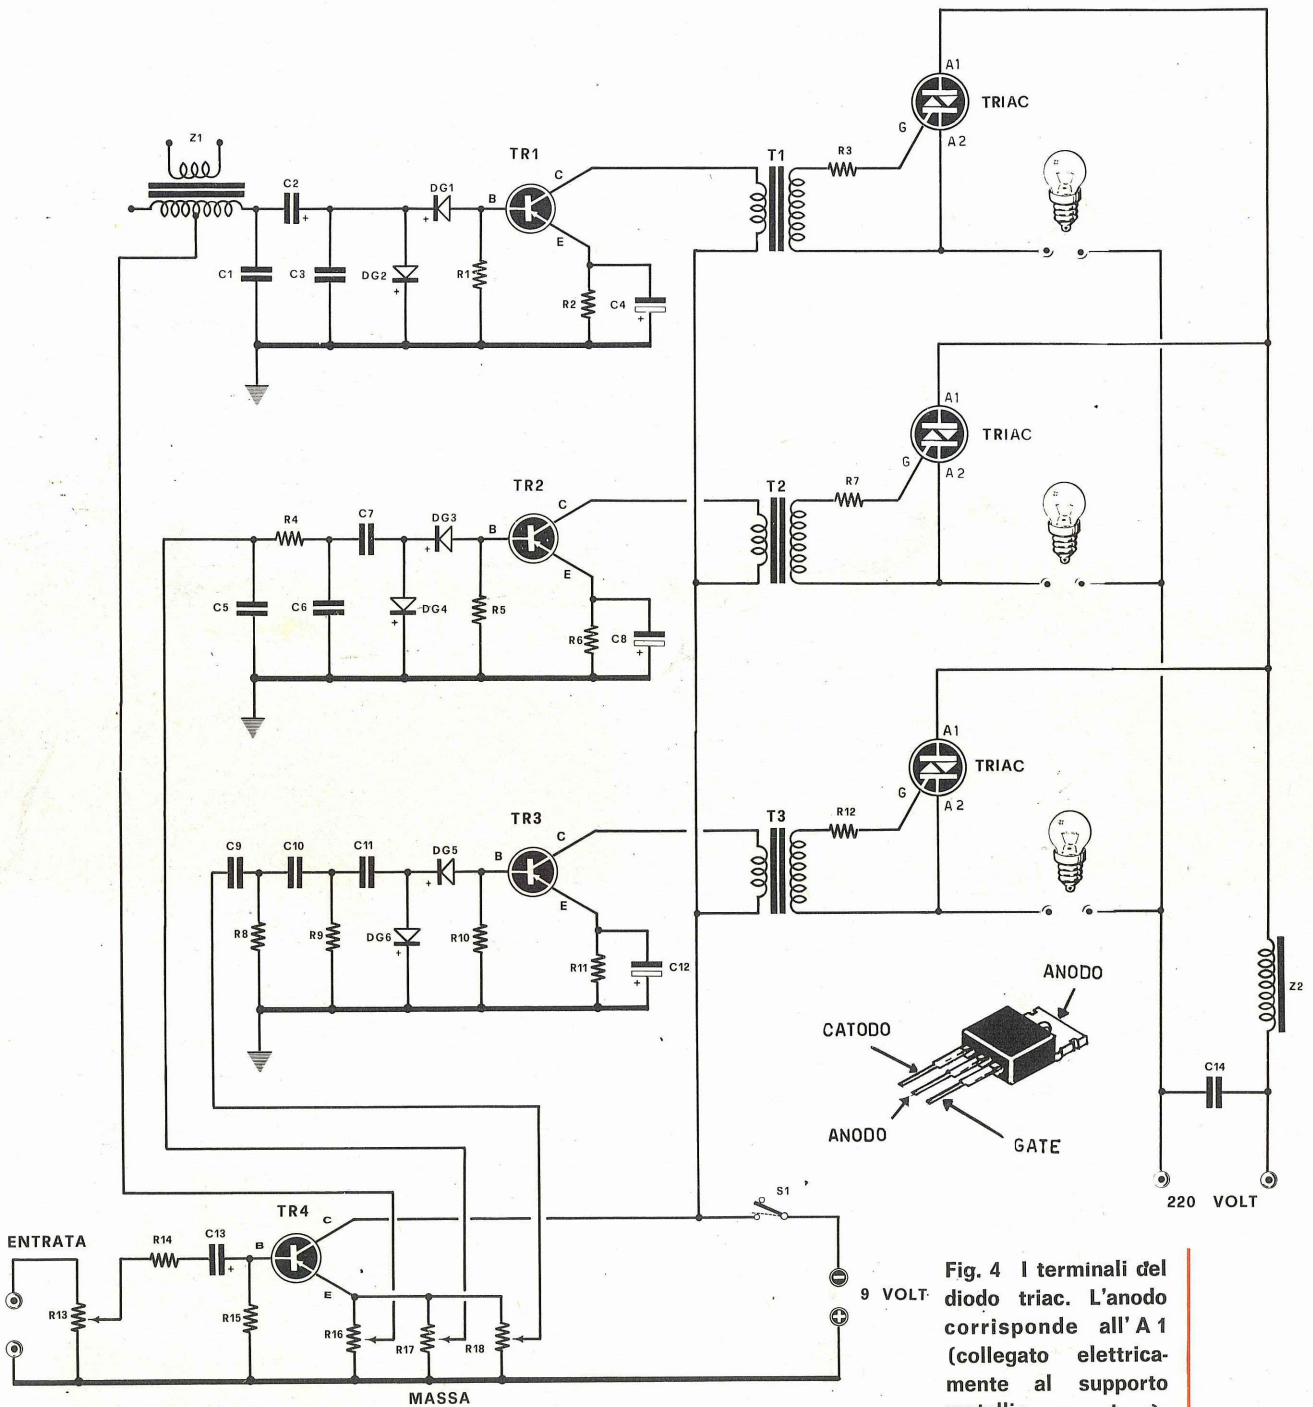 A1
TRIAC
G
A2
Z1
C2
+
DG1
+
TR1
C
B
E
T1
R3
C1
C3
DG2
+
R1
R2
C4
+
A1
TRIAC
G
A2
TR2
C
T2
R7
R4
C7
DG3
+
B
E
C5
C6
DG4
+
R5
R6
C8
+
A1
TRIAC
G
A2
TR3
C
T3
R12
C9
C10
C11
DG5
+
B
E
R8
R9
DG6
+
R10
R11
C12
+
ANODO
Z2
CATODO
C14
ANODO
GATE
220 VOLT
S1
TR4
C
ENTRATA
R14
C13
+
B
E
R13
R15
R16
R17
R18
9 VOLT
MASSA
Fig. 4 I terminali del
diodo triac. L'anodo
corrisponde all' A 1
(collegato elettrica-
mente al supporto